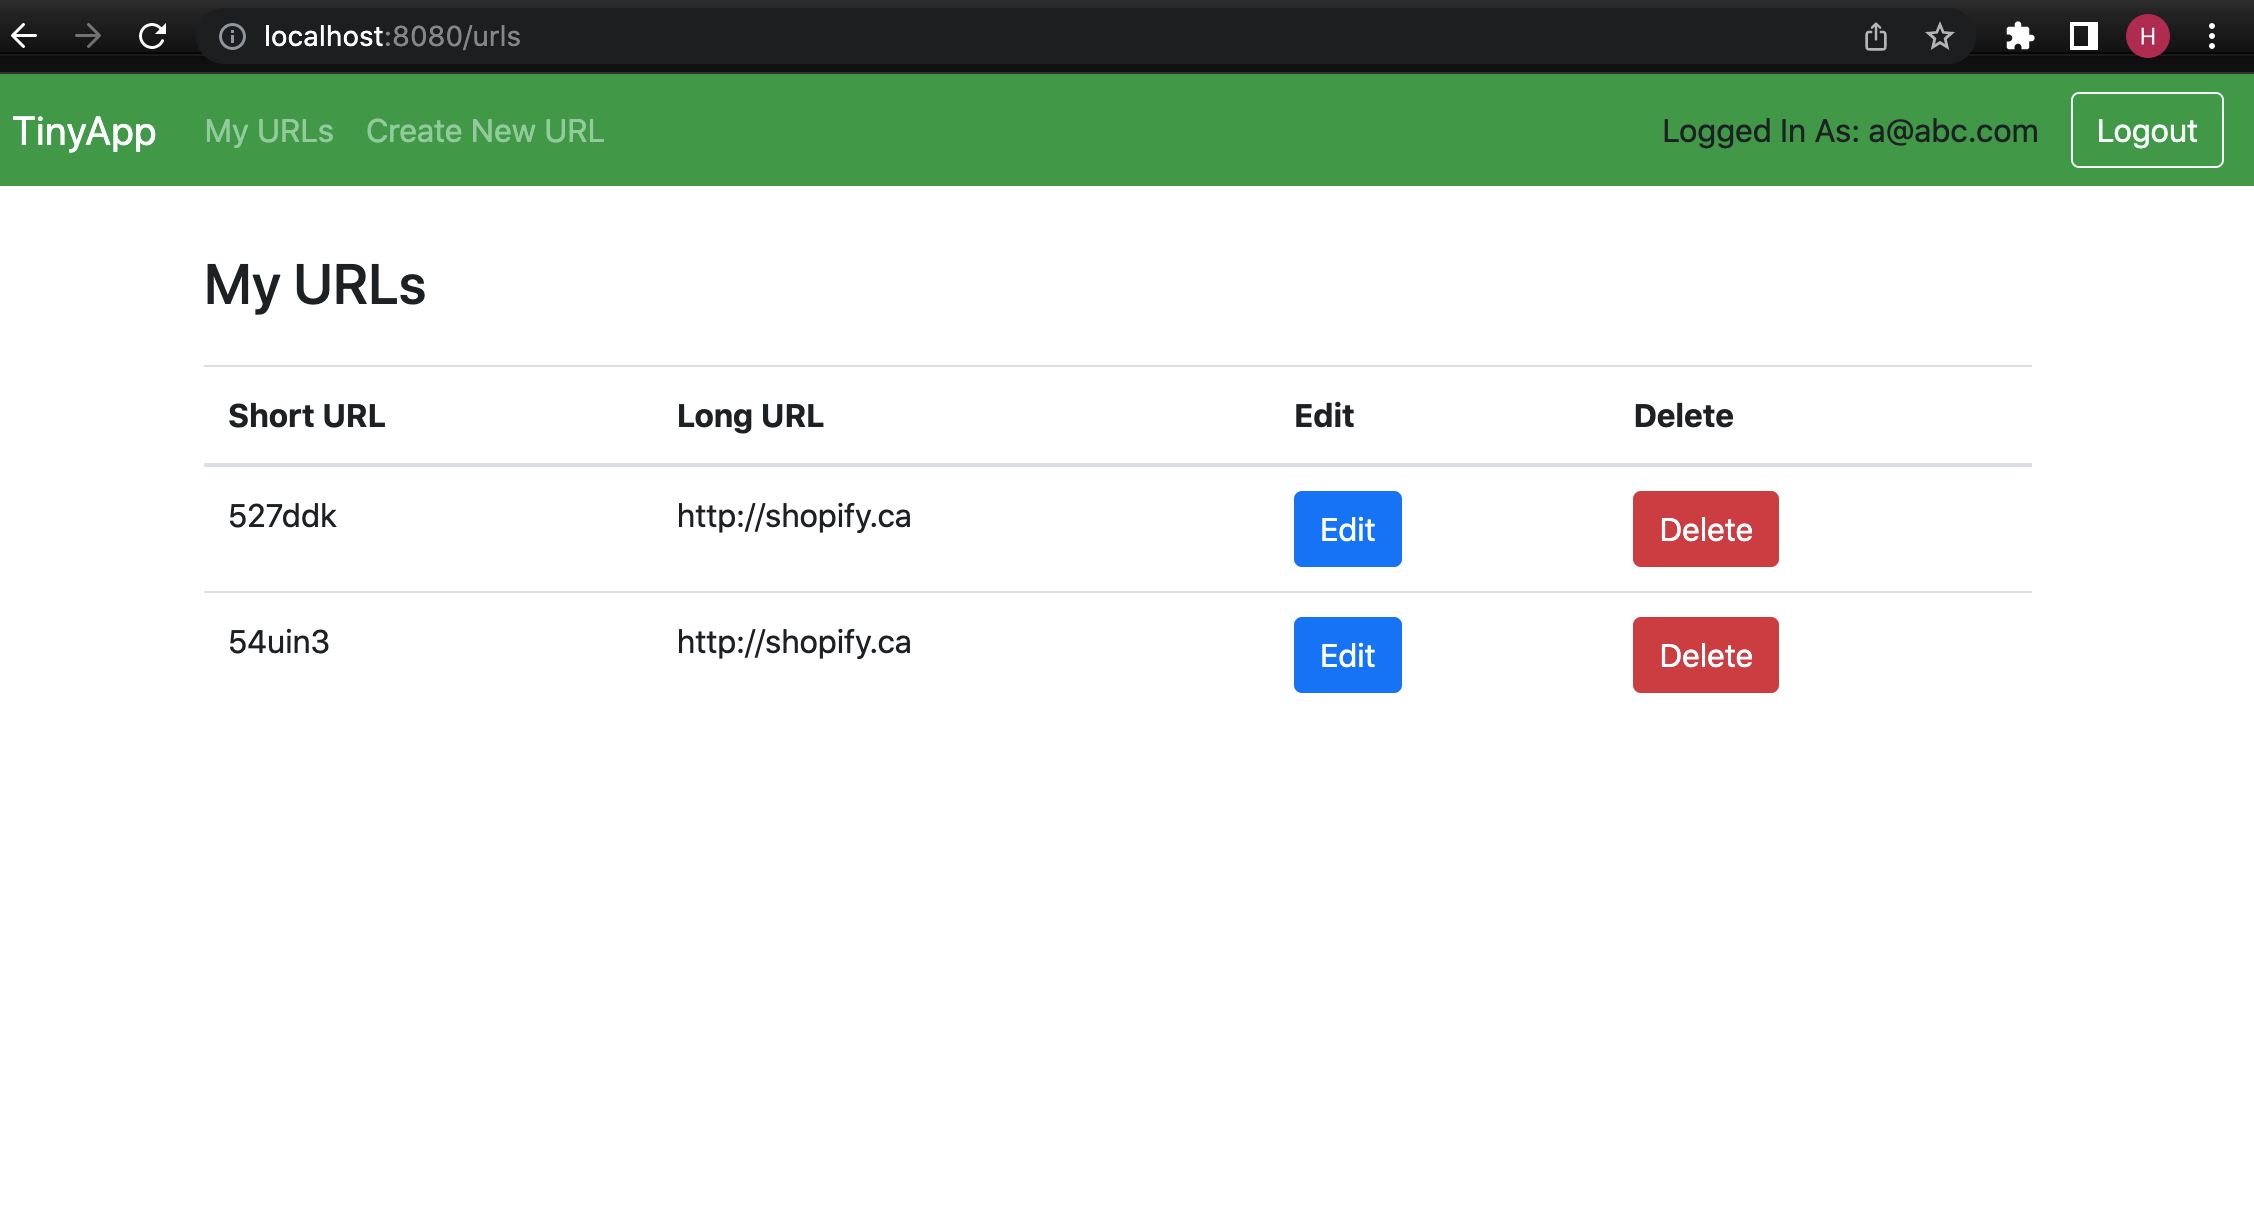 localhost:8080/urls
H
TinyApp My URLs Create New URL Logged In As: a@abc.com Logout
My URLs
Short URL Long URL Edit Delete
527ddk http://shopify.ca Edit Delete
54uin3 http://shopify.ca Edit Delete